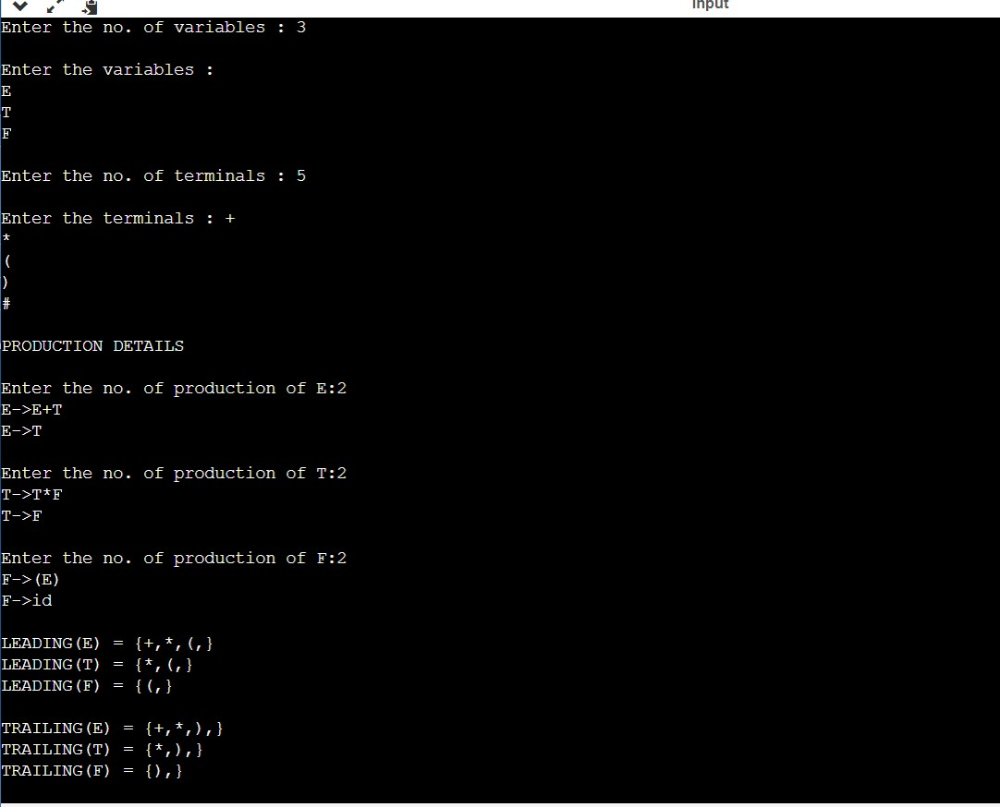 Input
Enter the no. of variables : 3
Enter the variables :
E
T
F
Enter the no. of terminals : 5
Enter the terminals : +
*
(
)
#
PRODUCTION DETAILS
Enter the no. of production of E:2
E->E+T
E->T
Enter the no. of production of T:2
T->T*F
T->F
Enter the no. of production of F:2
F->(E)
F->id
LEADING(E) = {+,*,(,}
LEADING(T) = {*,(,}
LEADING(F) = {(,}
TRAILING(E) = {+,*,),}
TRAILING(T) = {*,),}
TRAILING(F) = {),}